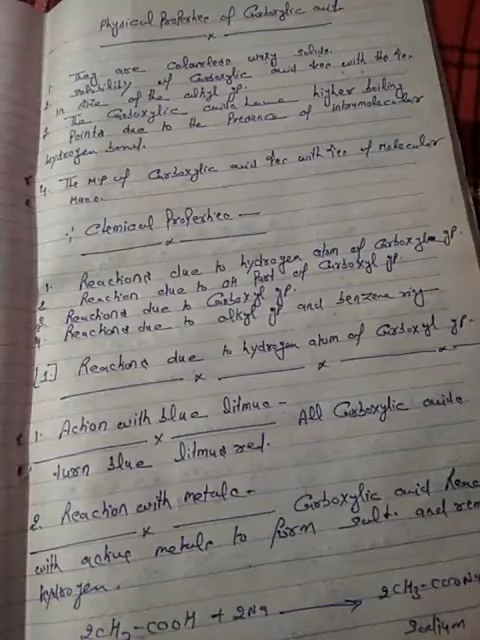 Physical Properties of Carboxylic acid
1. They are colourless waxy solids.
2. Solubility of Carboxylic acid dec with the inc
in size of the alkyl gp.
3. The Carboxylic acids have higher boiling
Points due to the Presence of intermolecular
hydrogen bond.
4. The M.p of Carboxylic acid dec with inc of Molecular
Mass.
∵ Chemical Properties —
1. Reactions due to hydrogen atom of Carboxylic gp.
2. Reaction due to OH Part of Carboxyl gp
3. Reactions due to Carboxyl gp.
4. Reactions due to alkyl gp and benzene ring
[1.] Reactions due to hydrogen atom of Carboxyl gp.
1. Action with blue litmus - All Carboxylic acids
turn blue litmus red.
2. Reaction with metals - Carboxylic acid Reac
with active metals to form salt. and rem
hydrogen.
2CH3-COOH + 2Na ⟶ 2CH3-COONa
Sodium